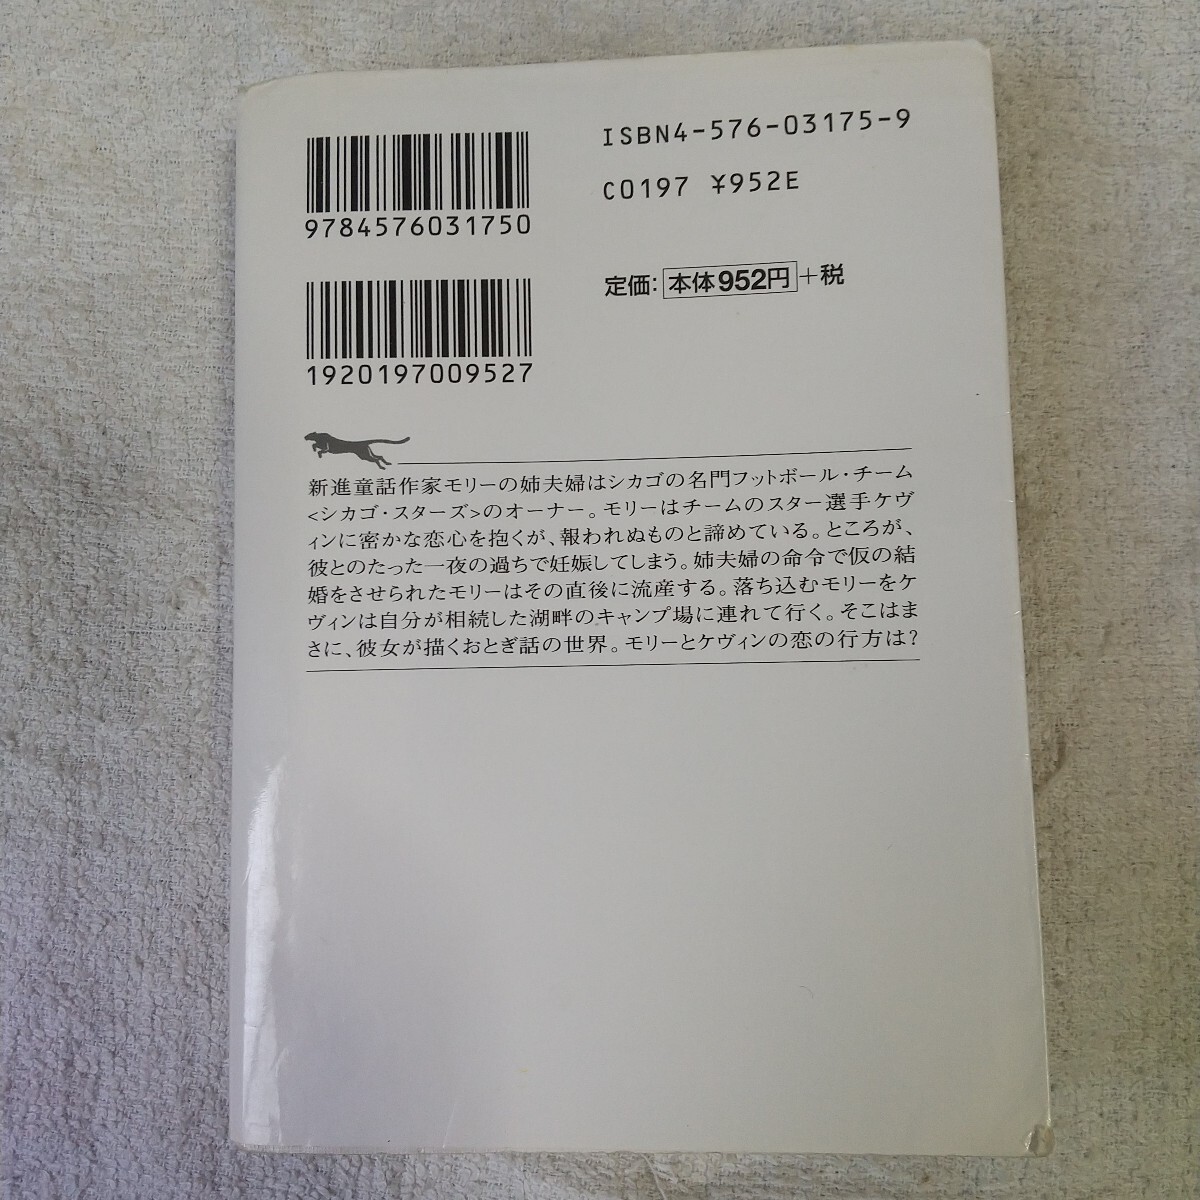 ISBN4-576-03175-9
C0197 ¥952E
9784576031750
定価：本体952円+税
1920197009527
新進童話作家モリーの姉夫婦はシカゴの名門フットボール・チーム
<シカゴ・スターズ>のオーナー。モリーはチームのスター選手ケヴ
ィンに密かな恋心を抱くが、報われぬものと諦めている。ところが、
彼とのたった一夜の過ちで妊娠してしまう。姉夫婦の命令で仮の結
婚をさせられたモリーはその直後に流産する。落ち込むモリーをケ
ヴィンは自分が相続した湖畔のキャンプ場に連れて行く。そこはま
さに、彼女が描くおとぎ話の世界。モリーとケヴィンの恋の行方は?